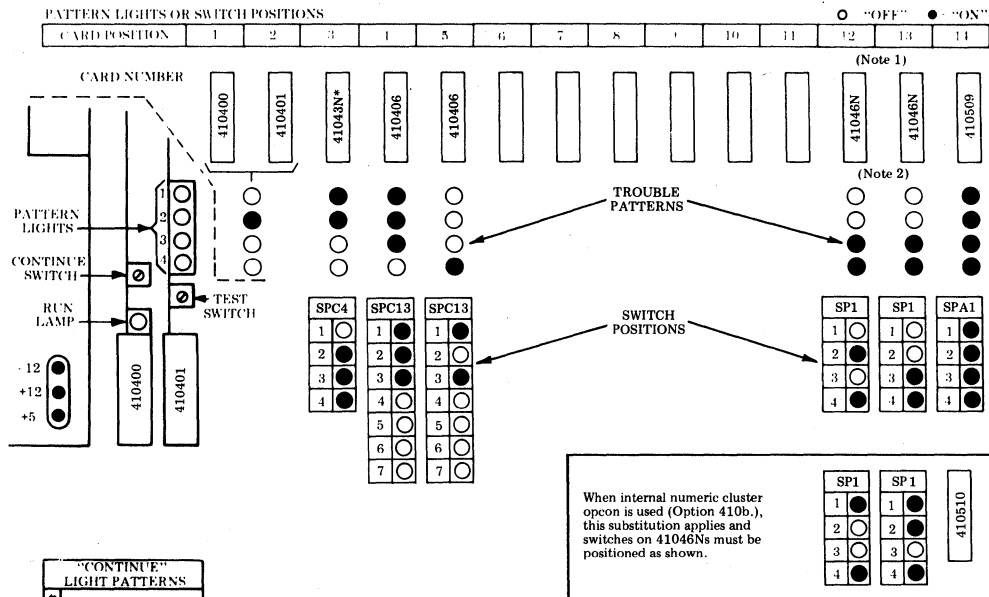 PATTERN LIGHTS OR SWITCH POSITIONS
"OFF" "ON"
CARD POSITION 1 2 3 4 5 6 7 8 9 10 11 12 13 14
(Note 1)
CARD NUMBER
410400 410401 41043N* 410406 410406 41046N 41046N 410509
(Note 2)
PATTERN
LIGHTS
1
2
3
4
TROUBLE
PATTERNS
CONTINUE
SWITCH
TEST
SWITCH
RUN
LAMP
410400
410401
- 12
+12
+5
SWITCH
POSITIONS
SPC4
1
2
3
4
SPC13
1
2
3
4
5
6
7
SPC13
1
2
3
4
5
6
7
SP1
1
2
3
4
SP1
1
2
3
4
SPA1
1
2
3
4
When internal numeric cluster
opcon is used (Option 410b.),
this substitution applies and
switches on 41046Ns must be
positioned as shown.
SP1
1
2
3
4
SP1
1
2
3
4
410510
"CONTINUE"
LIGHT PATTERNS